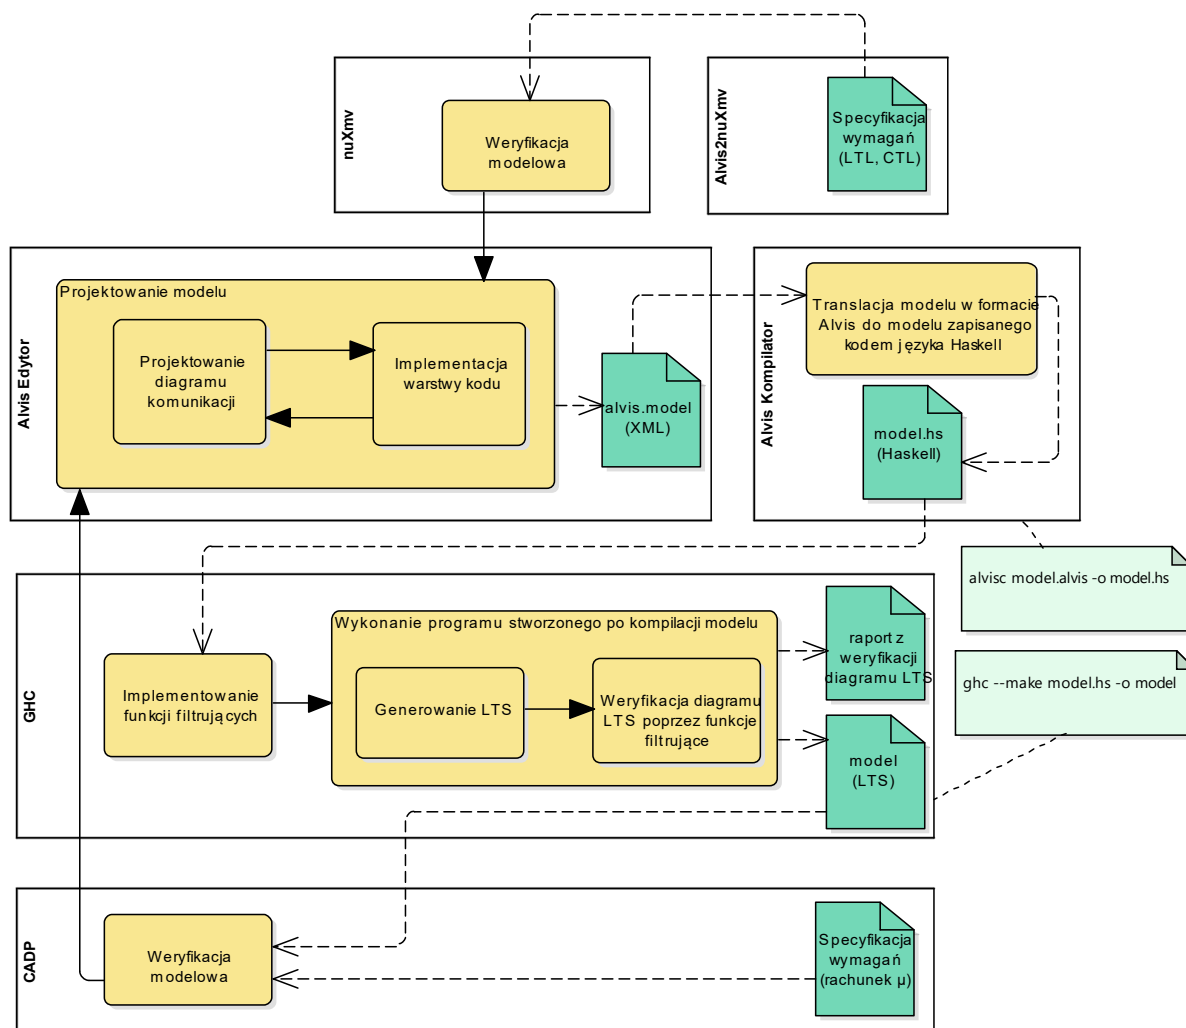 nuXmv
Weryfikacja
modelowa
Alvis2nuXmv
Specyfikacja
wymagań
(LTL, CTL)
Alvis Edytor
Projektowanie modelu
Projektowanie
diagramu
komunikacji
Implementacja
warstwy kodu
alvis.model
(XML)
Alvis Kompilator
Translacja modelu w formacie
Alvis do modelu zapisanego
kodem języka Haskell
model.hs
(Haskell)
alvisc model.alvis -o model.hs
GHC
Implementowanie
funkcji filtrujących
Wykonanie programu stworzonego po kompilacji modelu
Generowanie LTS
Weryfikacja diagramu
LTS poprzez funkcje
filtrujące
raport z
weryfikacji
diagramu LTS
model
(LTS)
ghc --make model.hs -o model
CADP
Weryfikacja
modelowa
Specyfikacja
wymagań
(rachunek μ)